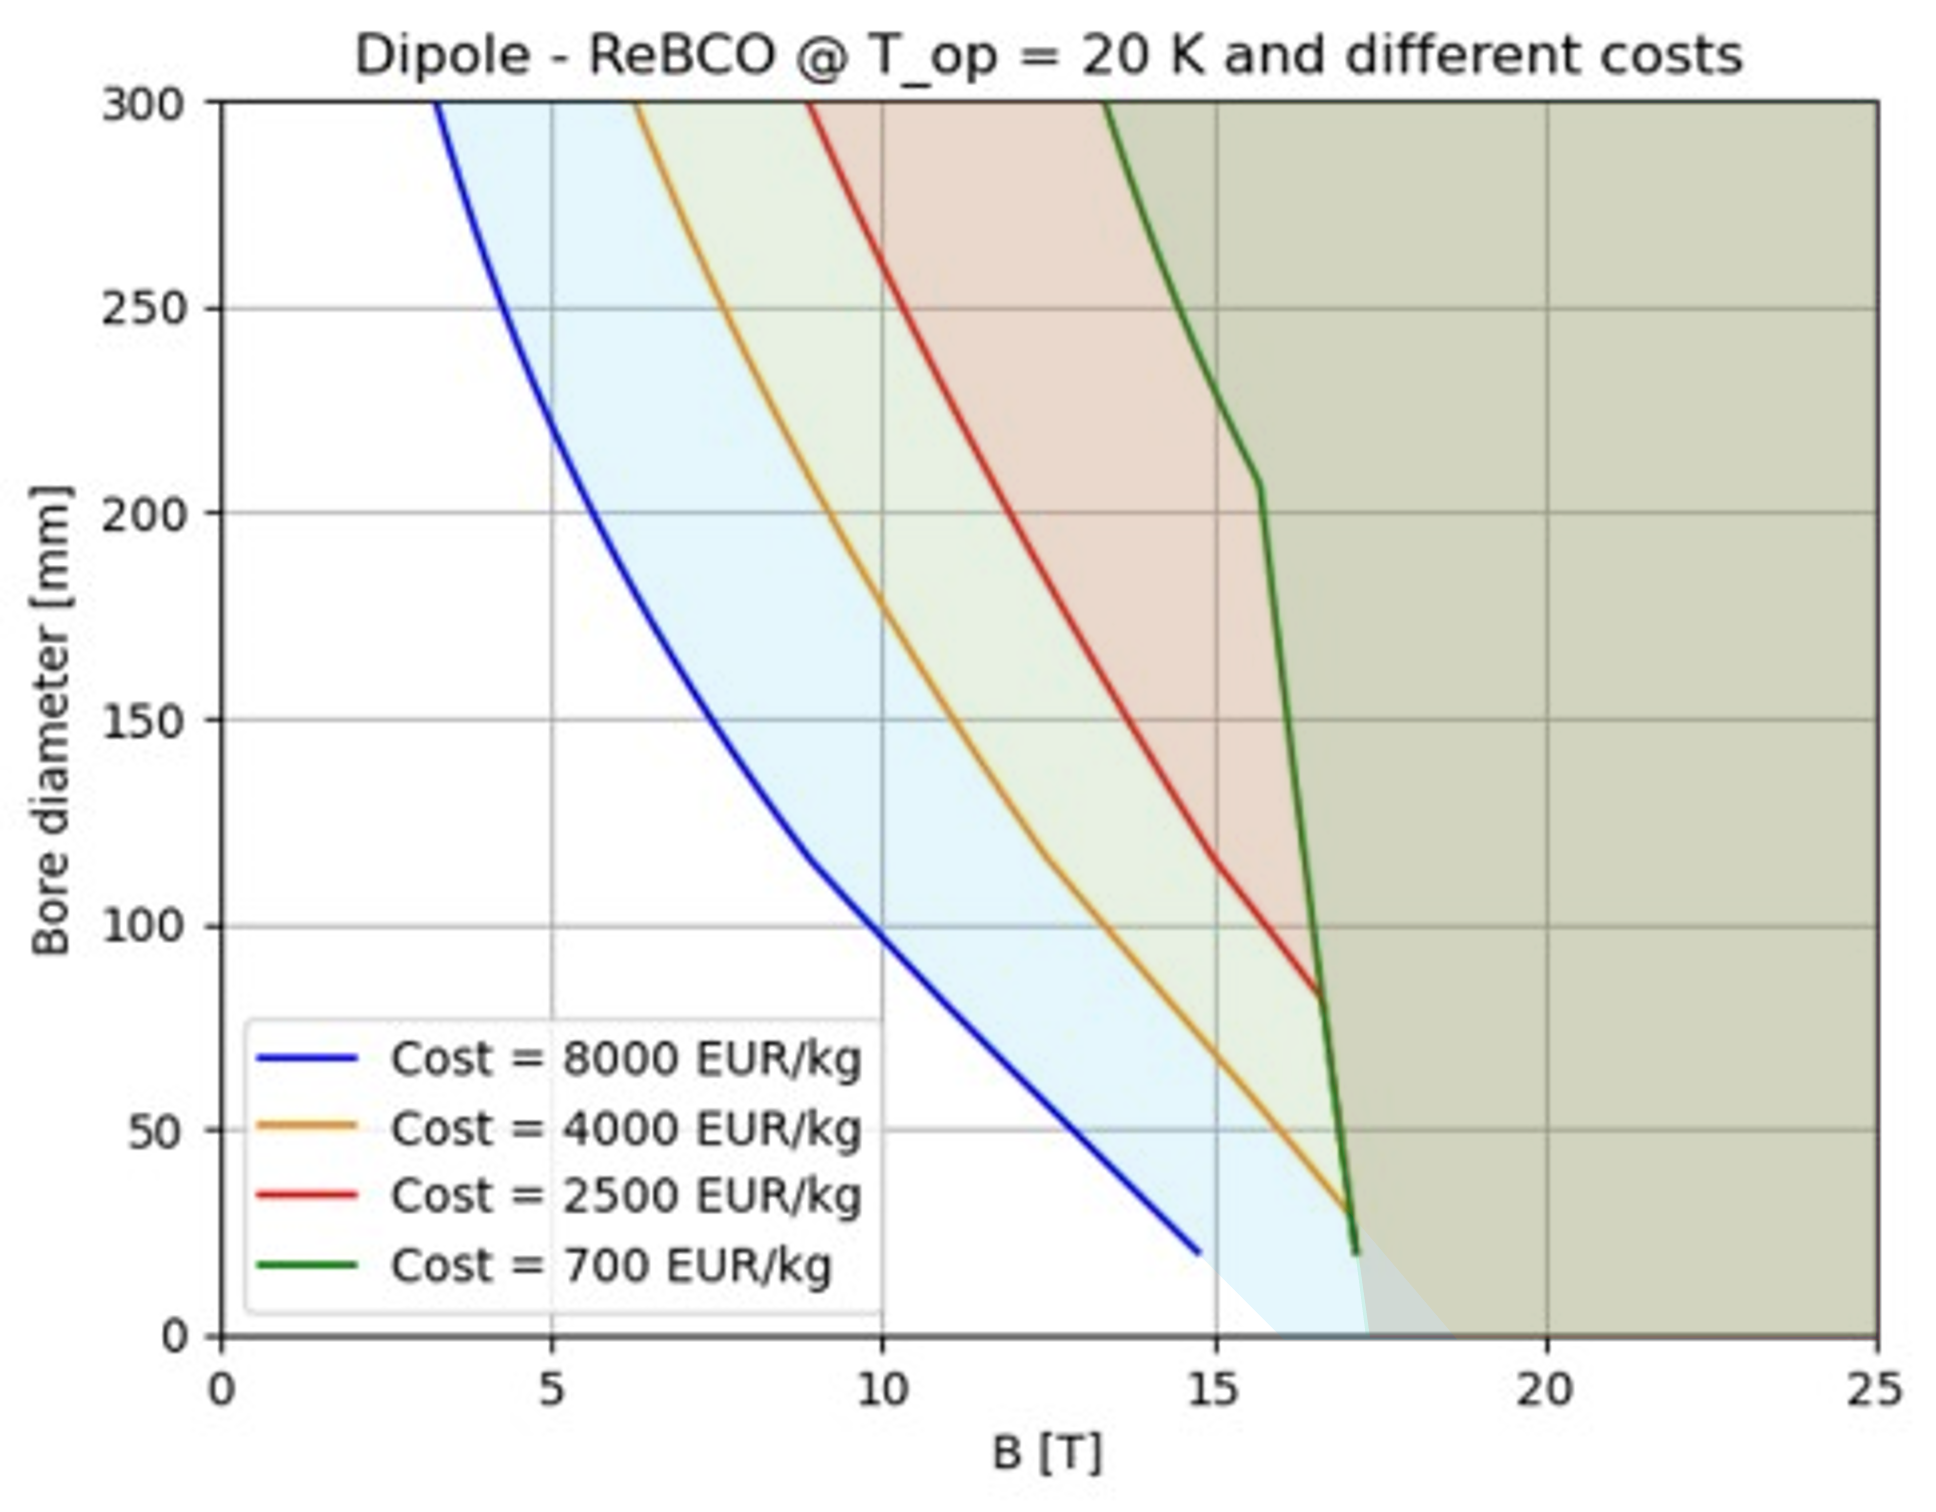 Dipole - ReBCO @ T_op = 20 K and different costs
300
250
200
150
100
50
0
Bore diameter [mm]
Cost = 8000 EUR/kg
Cost = 4000 EUR/kg
Cost = 2500 EUR/kg
Cost = 700 EUR/kg
0 5 10 15 20 25
B [T]